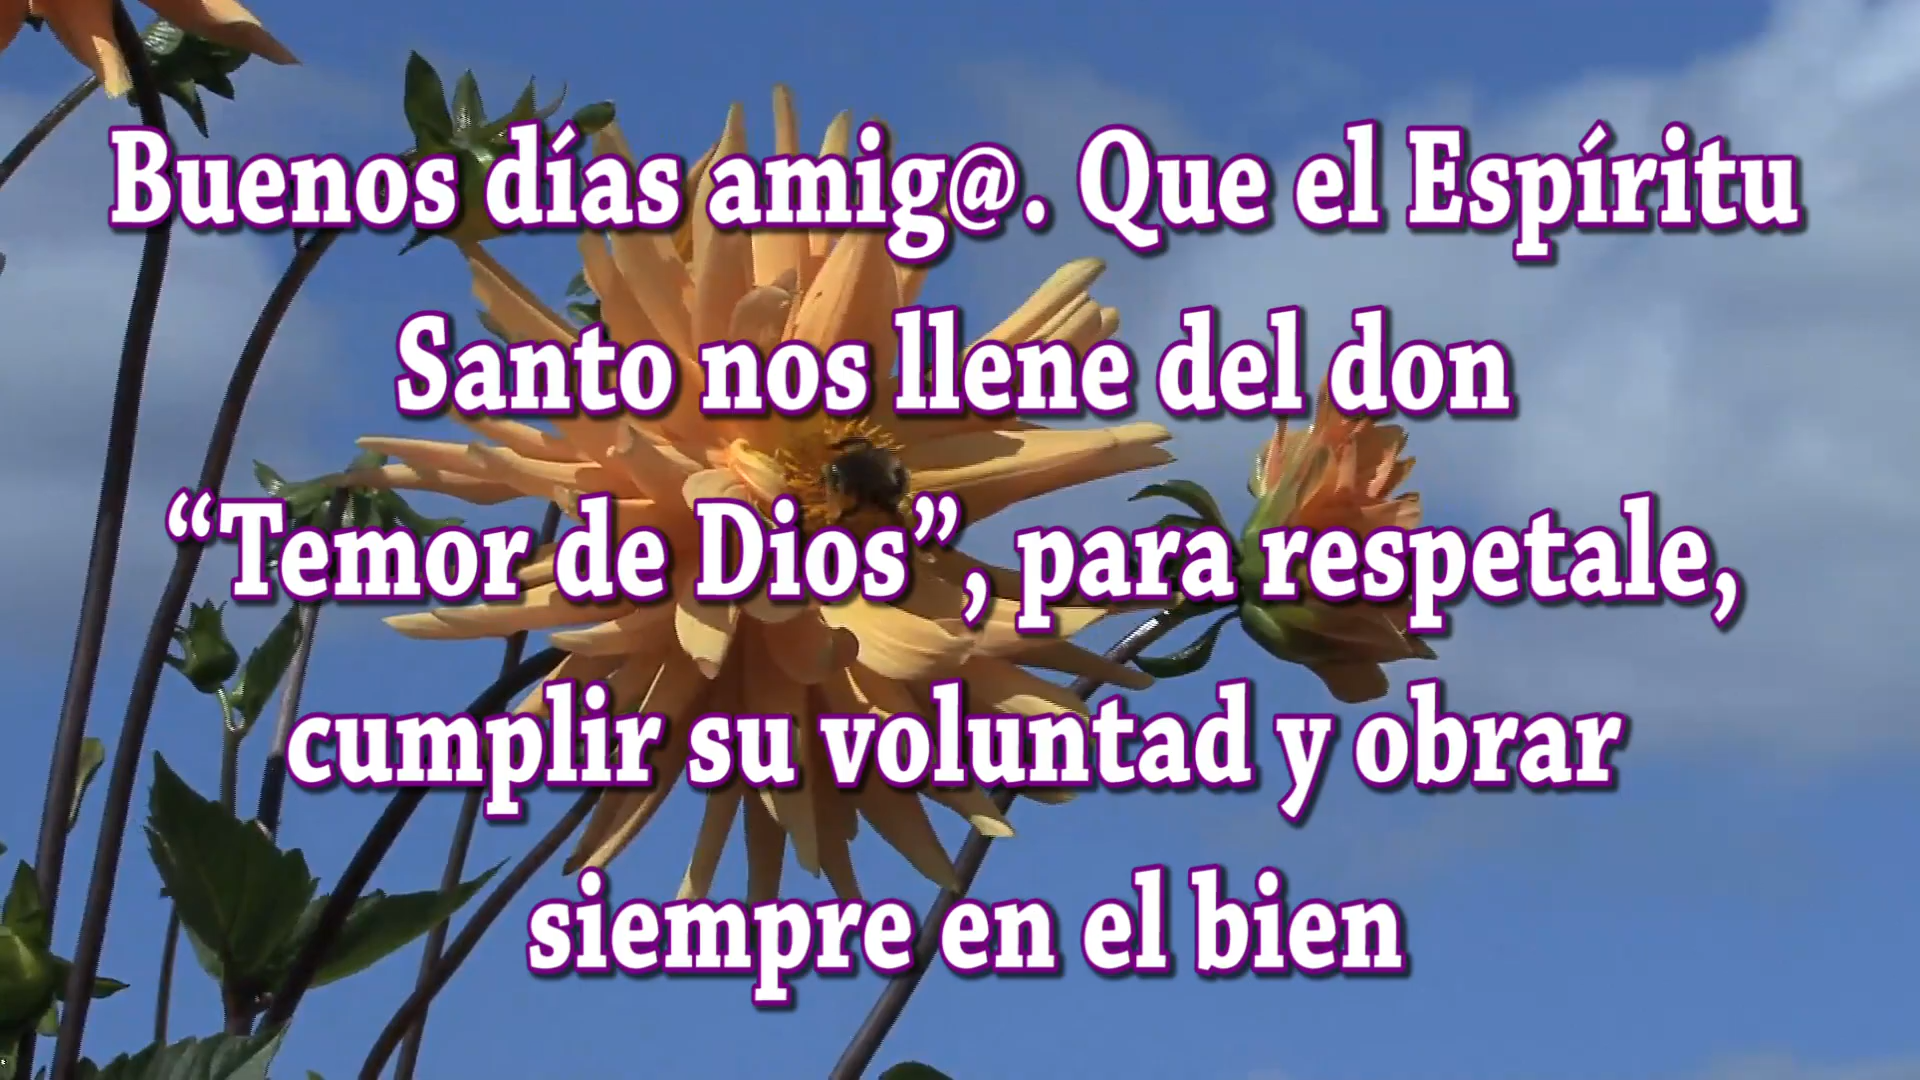 Buenos días amig@. Que el Espíritu
Santo nos llene del don
“Temor de Dios”, para respetale,
cumplir su voluntad y obrar
siempre en el bien